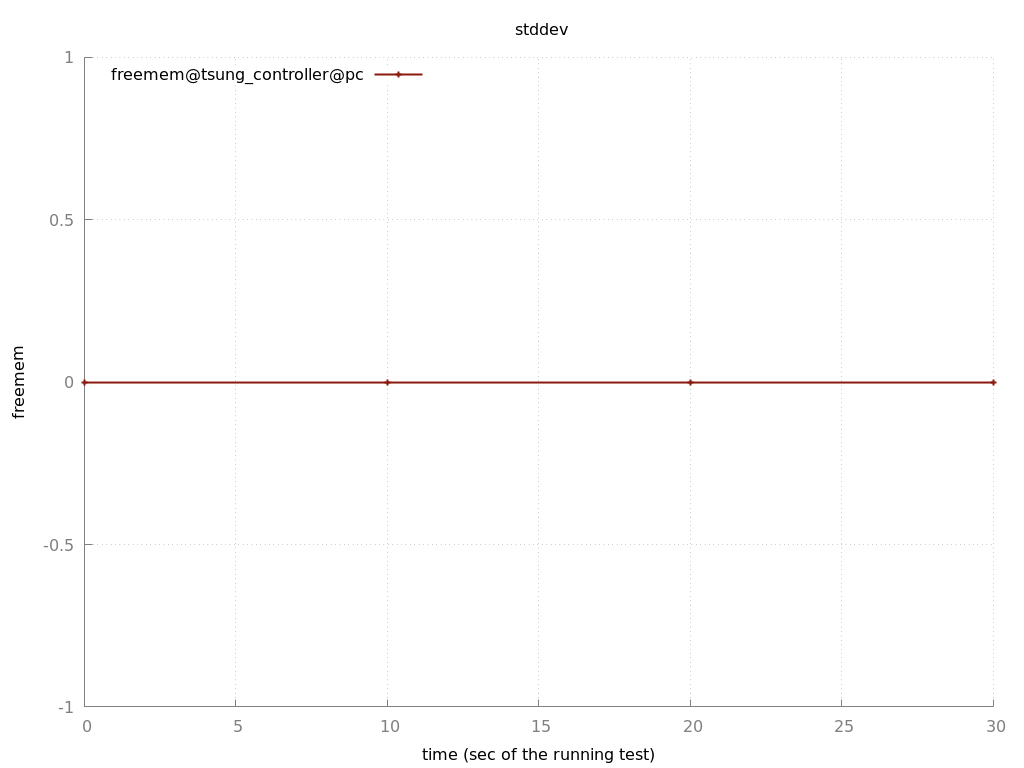 stddev
freemem@tsung_controller@pc
1
0.5
0
-0.5
-1
freemem
0 5 10 15 20 25 30
time (sec of the running test)